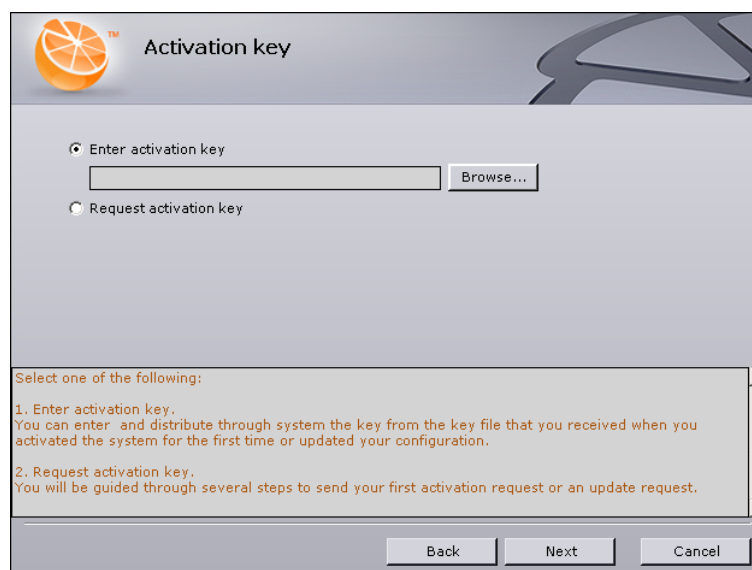 TM
Activation key
Enter activation key
Browse...
Request activation key
Select one of the following:
1. Enter activation key.
You can enter and distribute through system the key from the key file that you received when you
activated the system for the first time or updated your configuration.
2. Request activation key.
You will be guided through several steps to send your first activation request or an update request.
Back
Next
Cancel